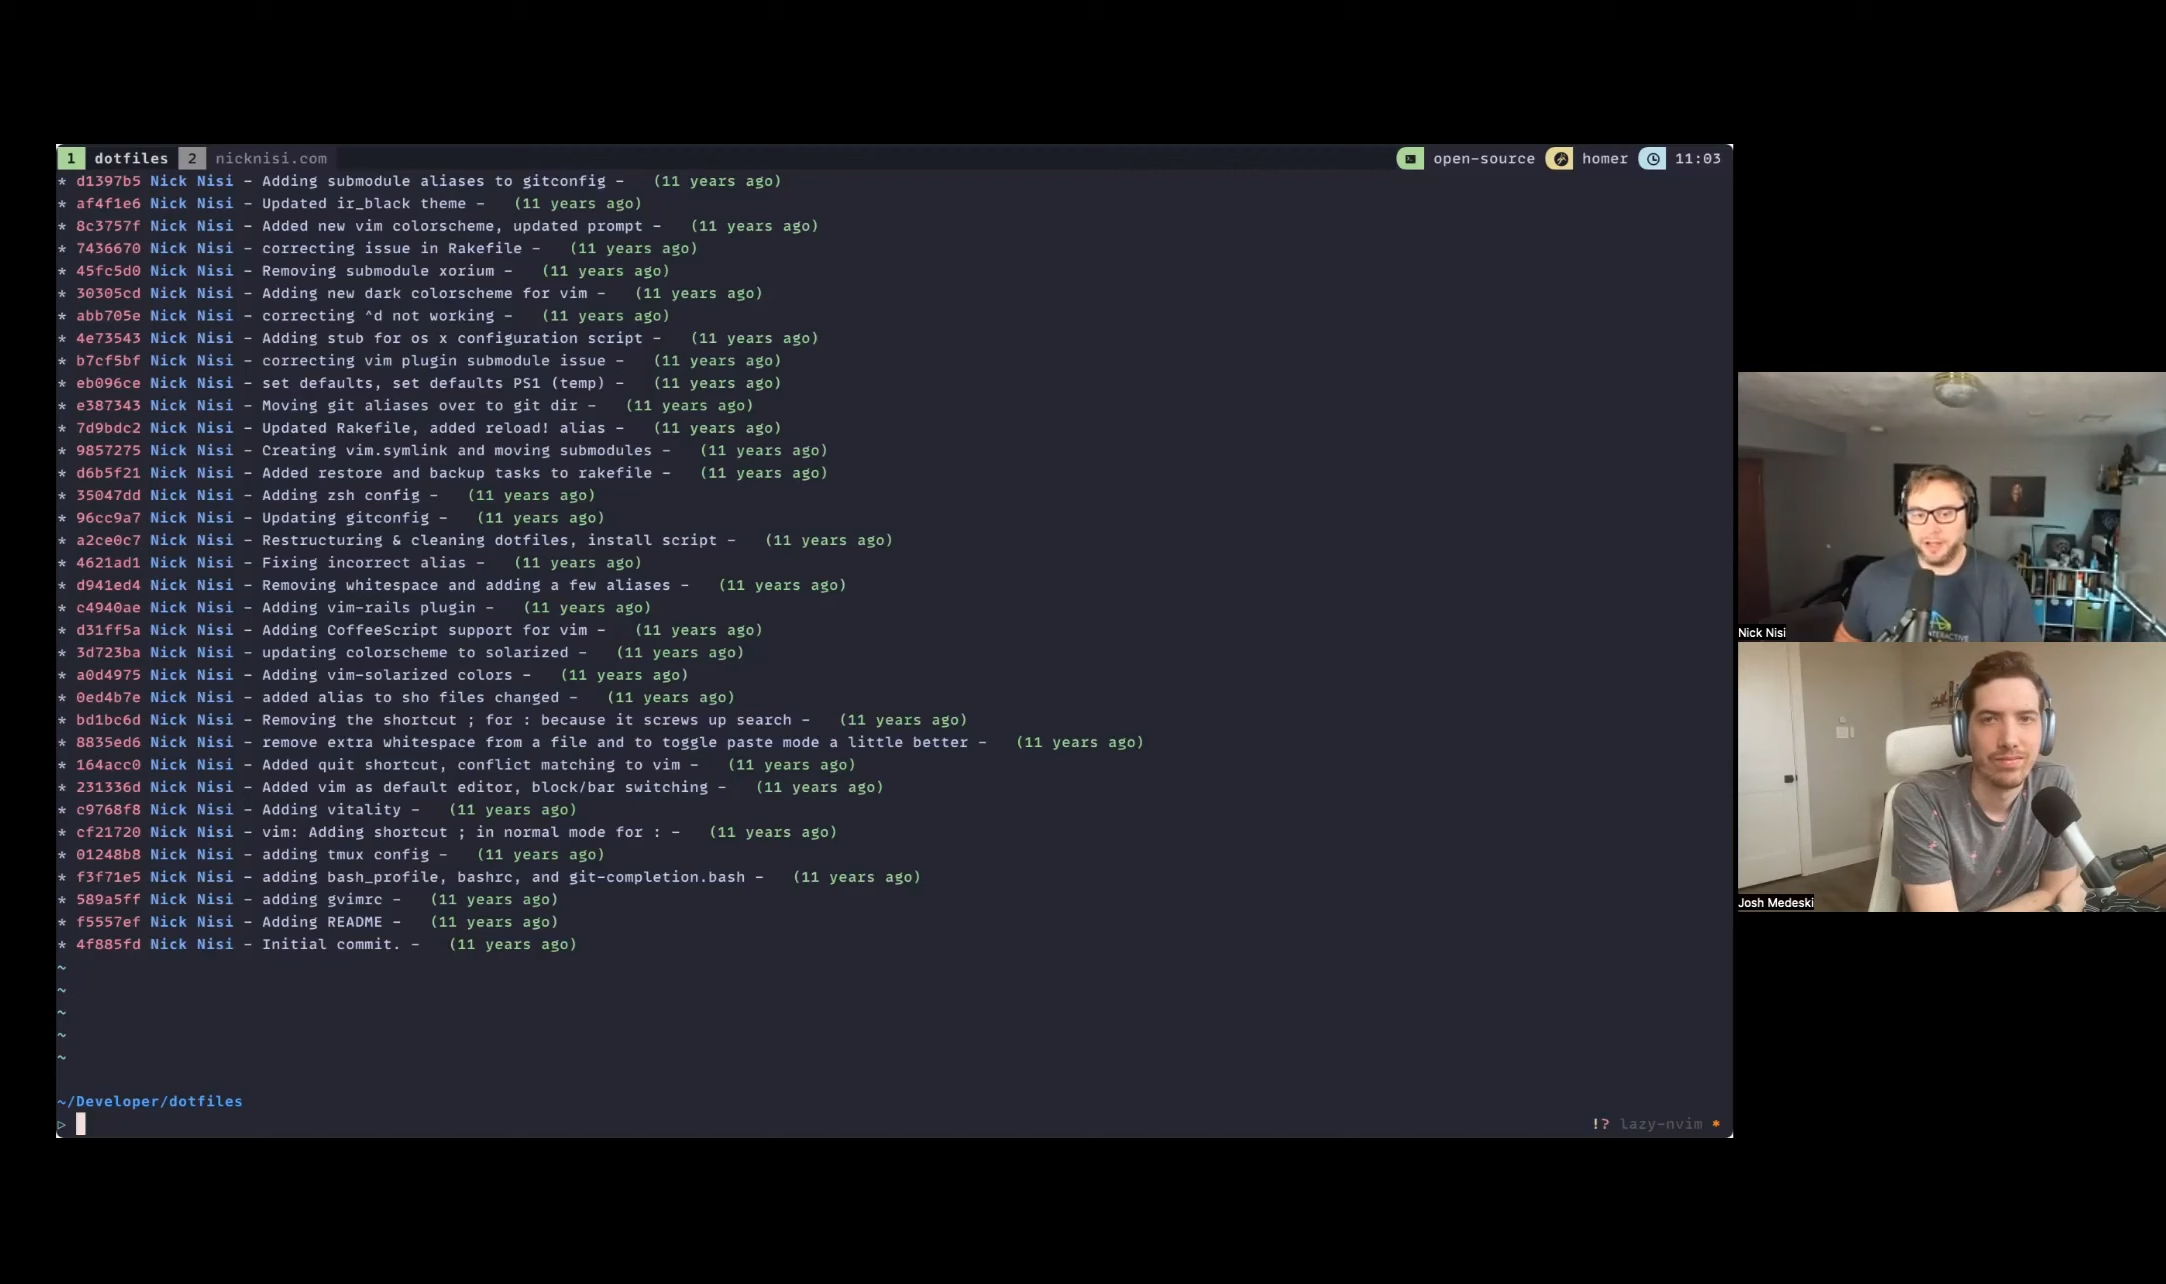 1 dotfiles 2 nicknisi.com open-source homer 11:03
* d1397b5 Nick Nisi - Adding submodule aliases to gitconfig - (11 years ago)
* af4f1e6 Nick Nisi - Updated ir_black theme - (11 years ago)
* 8c3757f Nick Nisi - Added new vim colorscheme, updated prompt - (11 years ago)
* 7436670 Nick Nisi - correcting issue in Rakefile - (11 years ago)
* 45fc5d0 Nick Nisi - Removing submodule xorium - (11 years ago)
* 30305cd Nick Nisi - Adding new dark colorscheme for vim - (11 years ago)
* abb705e Nick Nisi - correcting ^d not working - (11 years ago)
* 4e73543 Nick Nisi - Adding stub for os x configuration script - (11 years ago)
* b7cf5bf Nick Nisi - correcting vim plugin submodule issue - (11 years ago)
* eb096ce Nick Nisi - set defaults, set defaults PS1 (temp) - (11 years ago)
* e387343 Nick Nisi - Moving git aliases over to git dir - (11 years ago)
* 7d9bdc2 Nick Nisi - Updated Rakefile, added reload! alias - (11 years ago)
* 9857275 Nick Nisi - Creating vim.symlink and moving submodules - (11 years ago)
* d6b5f21 Nick Nisi - Added restore and backup tasks to rakefile - (11 years ago)
* 35047dd Nick Nisi - Adding zsh config - (11 years ago)
* 96cc9a7 Nick Nisi - Updating gitconfig - (11 years ago)
* a2ce0c7 Nick Nisi - Restructuring & cleaning dotfiles, install script - (11 years ago)
* 4621ad1 Nick Nisi - Fixing incorrect alias - (11 years ago)
* d941ed4 Nick Nisi - Removing whitespace and adding a few aliases - (11 years ago)
* c4940ae Nick Nisi - Adding vim-rails plugin - (11 years ago)
* d31ff5a Nick Nisi - Adding CoffeeScript support for vim - (11 years ago)
* 3d723ba Nick Nisi - updating colorscheme to solarized - (11 years ago)
* a0d4975 Nick Nisi - Adding vim-solarized colors - (11 years ago)
* 0ed4b7e Nick Nisi - added alias to sho files changed - (11 years ago)
* bd1bc6d Nick Nisi - Removing the shortcut ; for : because it screws up search - (11 years ago)
* 8835ed6 Nick Nisi - remove extra whitespace from a file and to toggle paste mode a little better - (11 years ago)
* 164acc0 Nick Nisi - Added quit shortcut, conflict matching to vim - (11 years ago)
* 231336d Nick Nisi - Added vim as default editor, block/bar switching - (11 years ago)
* c9768f8 Nick Nisi - Adding vitality - (11 years ago)
* cf21720 Nick Nisi - vim: Adding shortcut ; in normal mode for : - (11 years ago)
* 01248b8 Nick Nisi - adding tmux config - (11 years ago)
* f3f71e5 Nick Nisi - adding bash_profile, bashrc, and git-completion.bash - (11 years ago)
* 589a5ff Nick Nisi - adding gvimrc - (11 years ago)
* f5557ef Nick Nisi - Adding README - (11 years ago)
* 4f885fd Nick Nisi - Initial commit. - (11 years ago)
~
~
~
~
~
~/Developer/dotfiles
▷ !? lazy-nvim *
Nick Nisi
Josh Medeski